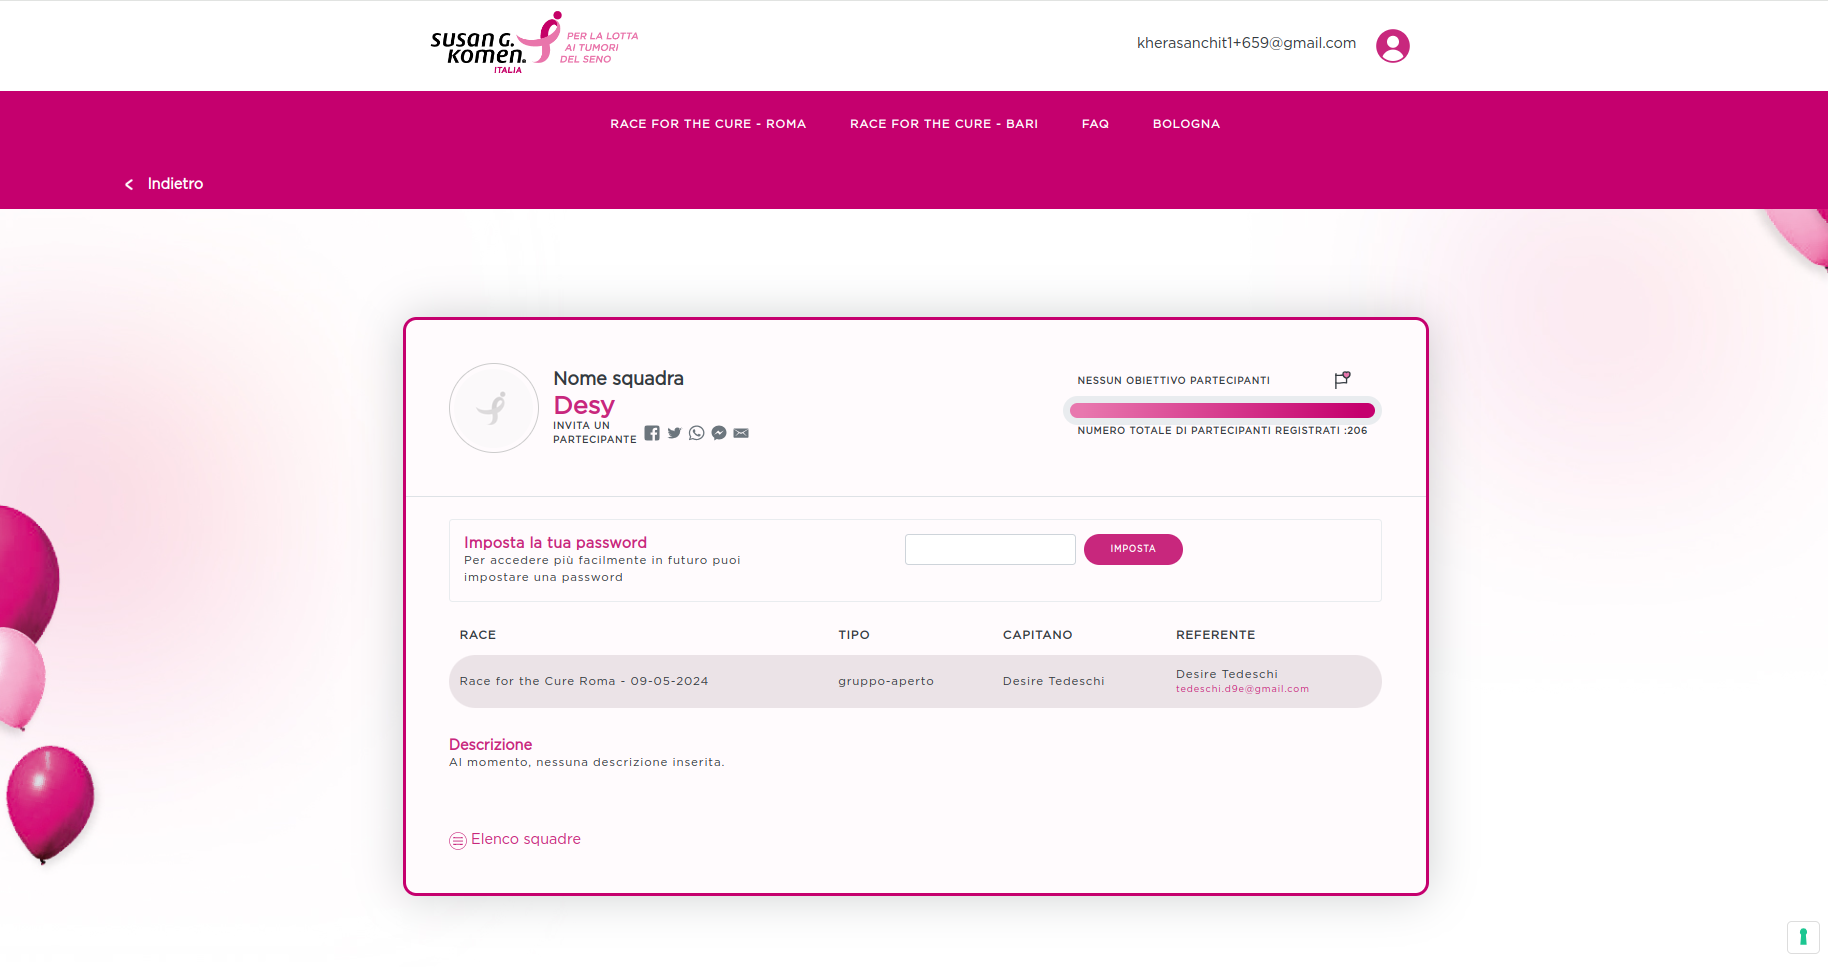 susan g.
komen.
ITALIA
PER LA LOTTA
AI TUMORI
DEL SENO
kherasanchit1+659@gmail.com
RACE FOR THE CURE - ROMA
RACE FOR THE CURE - BARI
FAQ
BOLOGNA
Indietro
Nome squadra
Desy
INVITA UN
PARTECIPANTE
NESSUN OBIETTIVO PARTECIPANTI
NUMERO TOTALE DI PARTECIPANTI REGISTRATI :206
Imposta la tua password
Per accedere più facilmente in futuro puoi
impostare una password
IMPOSTA
RACE TIPO CAPITANO REFERENTE
Race for the Cure Roma - 09-05-2024 gruppo-aperto Desire Tedeschi Desire Tedeschi
tedeschi.d9e@gmail.com
Descrizione
Al momento, nessuna descrizione inserita.
Elenco squadre